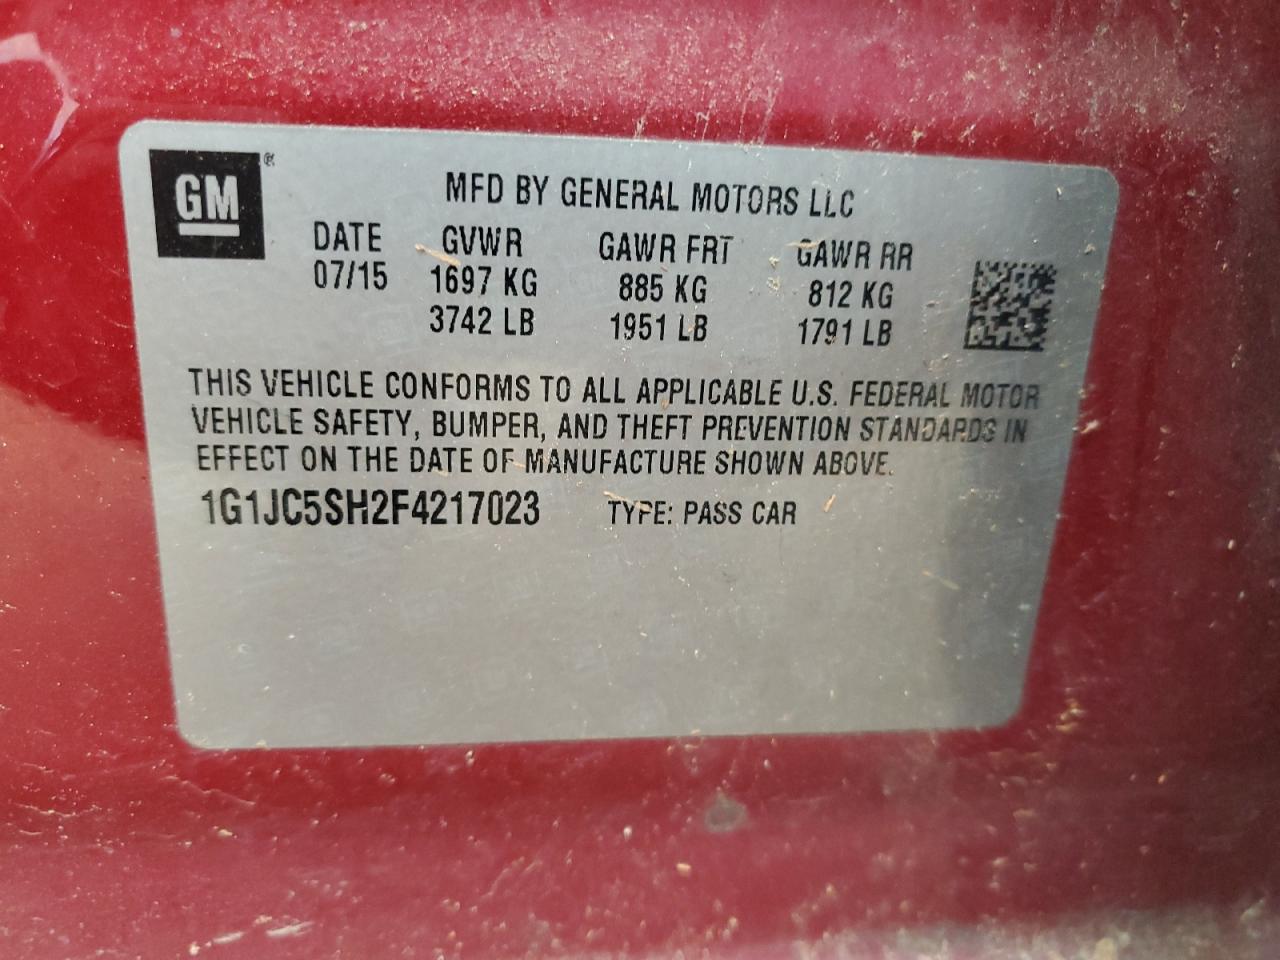 GM ®
MFD BY GENERAL MOTORS LLC
DATE GVWR GAWR FRT GAWR RR
07/15 1697 KG 885 KG 812 KG
3742 LB 1951 LB 1791 LB
THIS VEHICLE CONFORMS TO ALL APPLICABLE U.S. FEDERAL MOTOR
VEHICLE SAFETY, BUMPER, AND THEFT PREVENTION STANDARDS IN
EFFECT ON THE DATE OF MANUFACTURE SHOWN ABOVE.
1G1JC5SH2F4217023 TYPE: PASS CAR